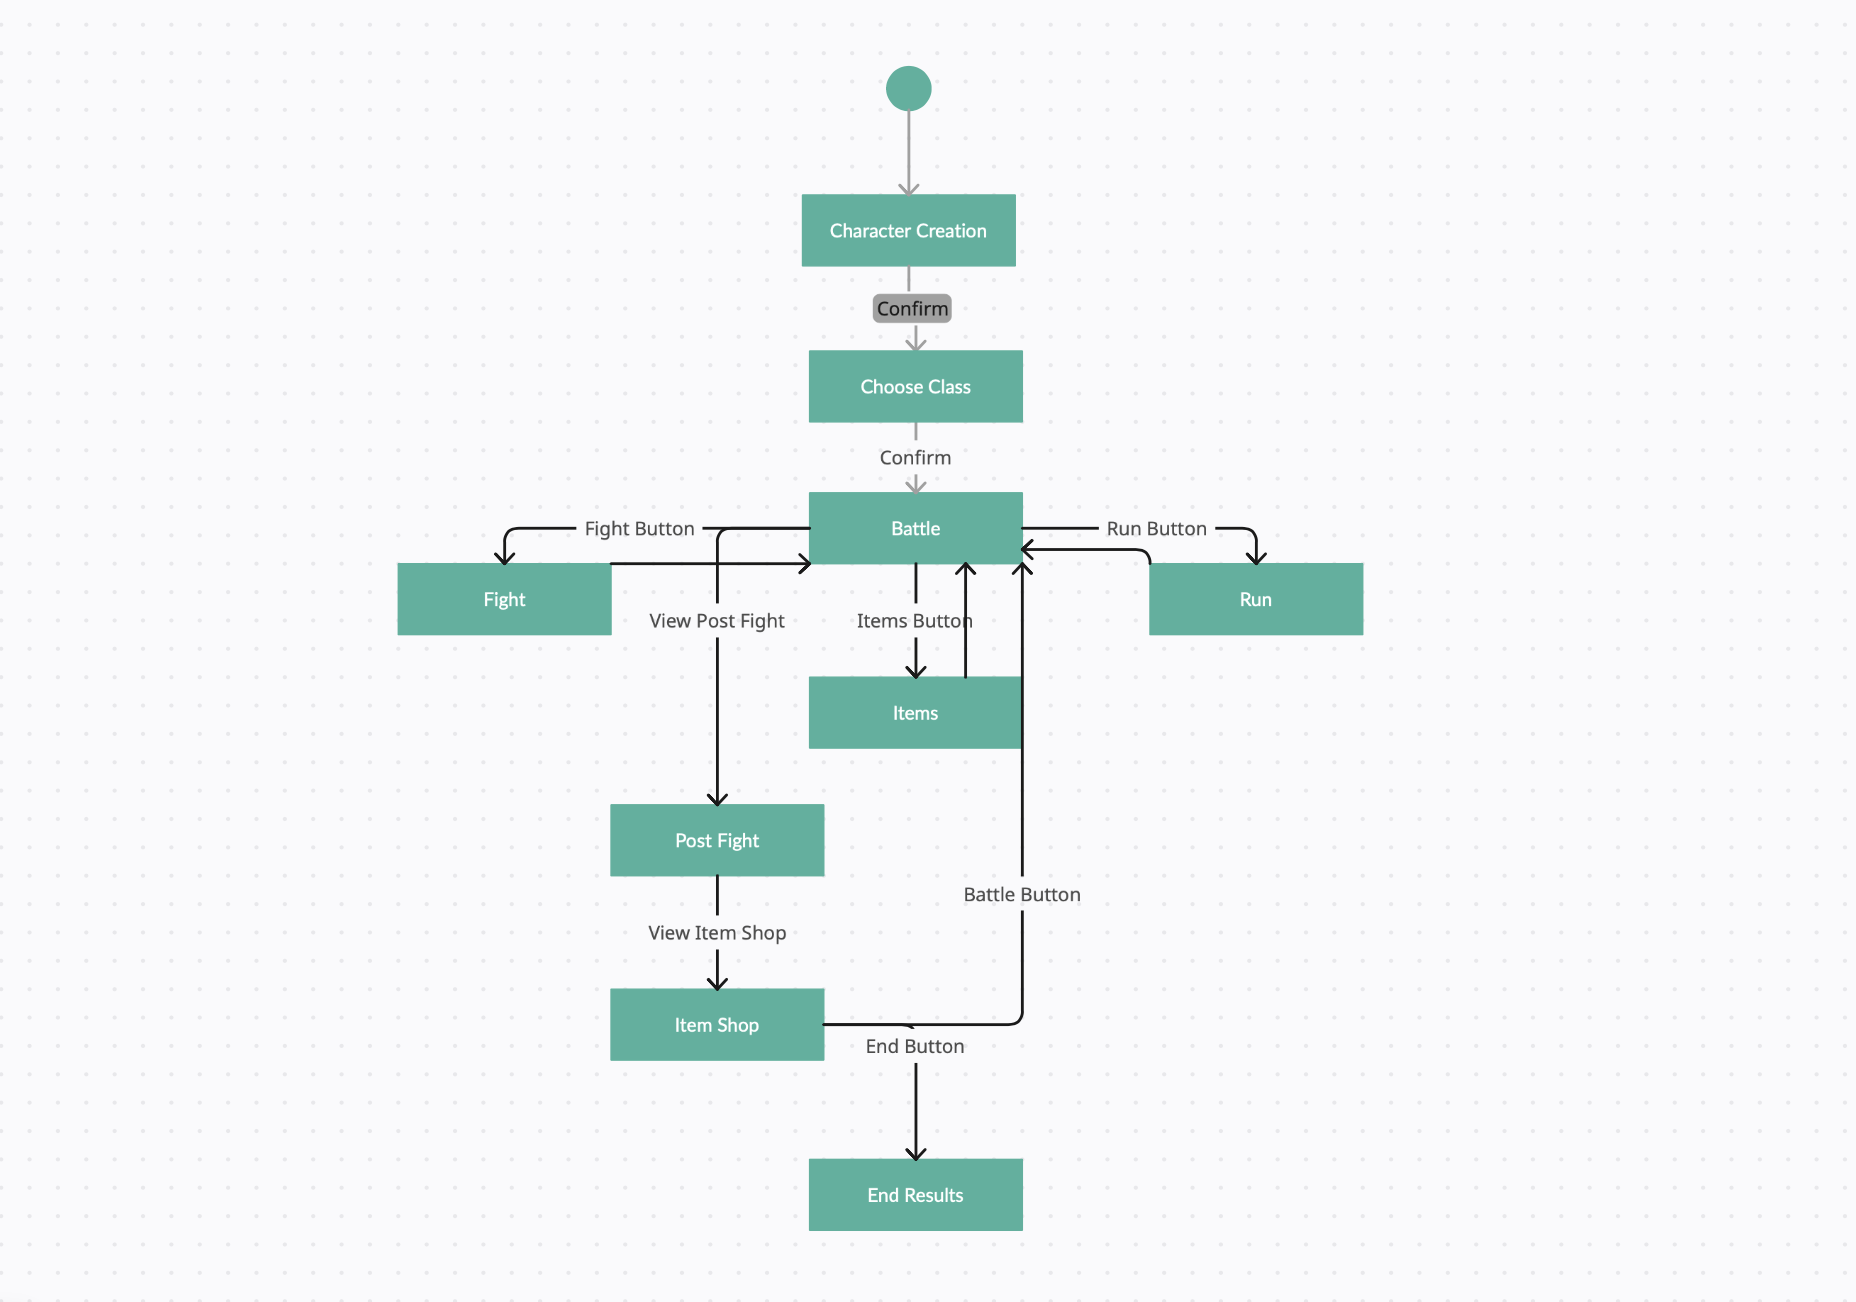 Character Creation
Confirm
Choose Class
Confirm
Battle
Fight Button
Run Button
Fight
Run
View Post Fight
Items Button
Items
Post Fight
Battle Button
View Item Shop
Item Shop
End Button
End Results